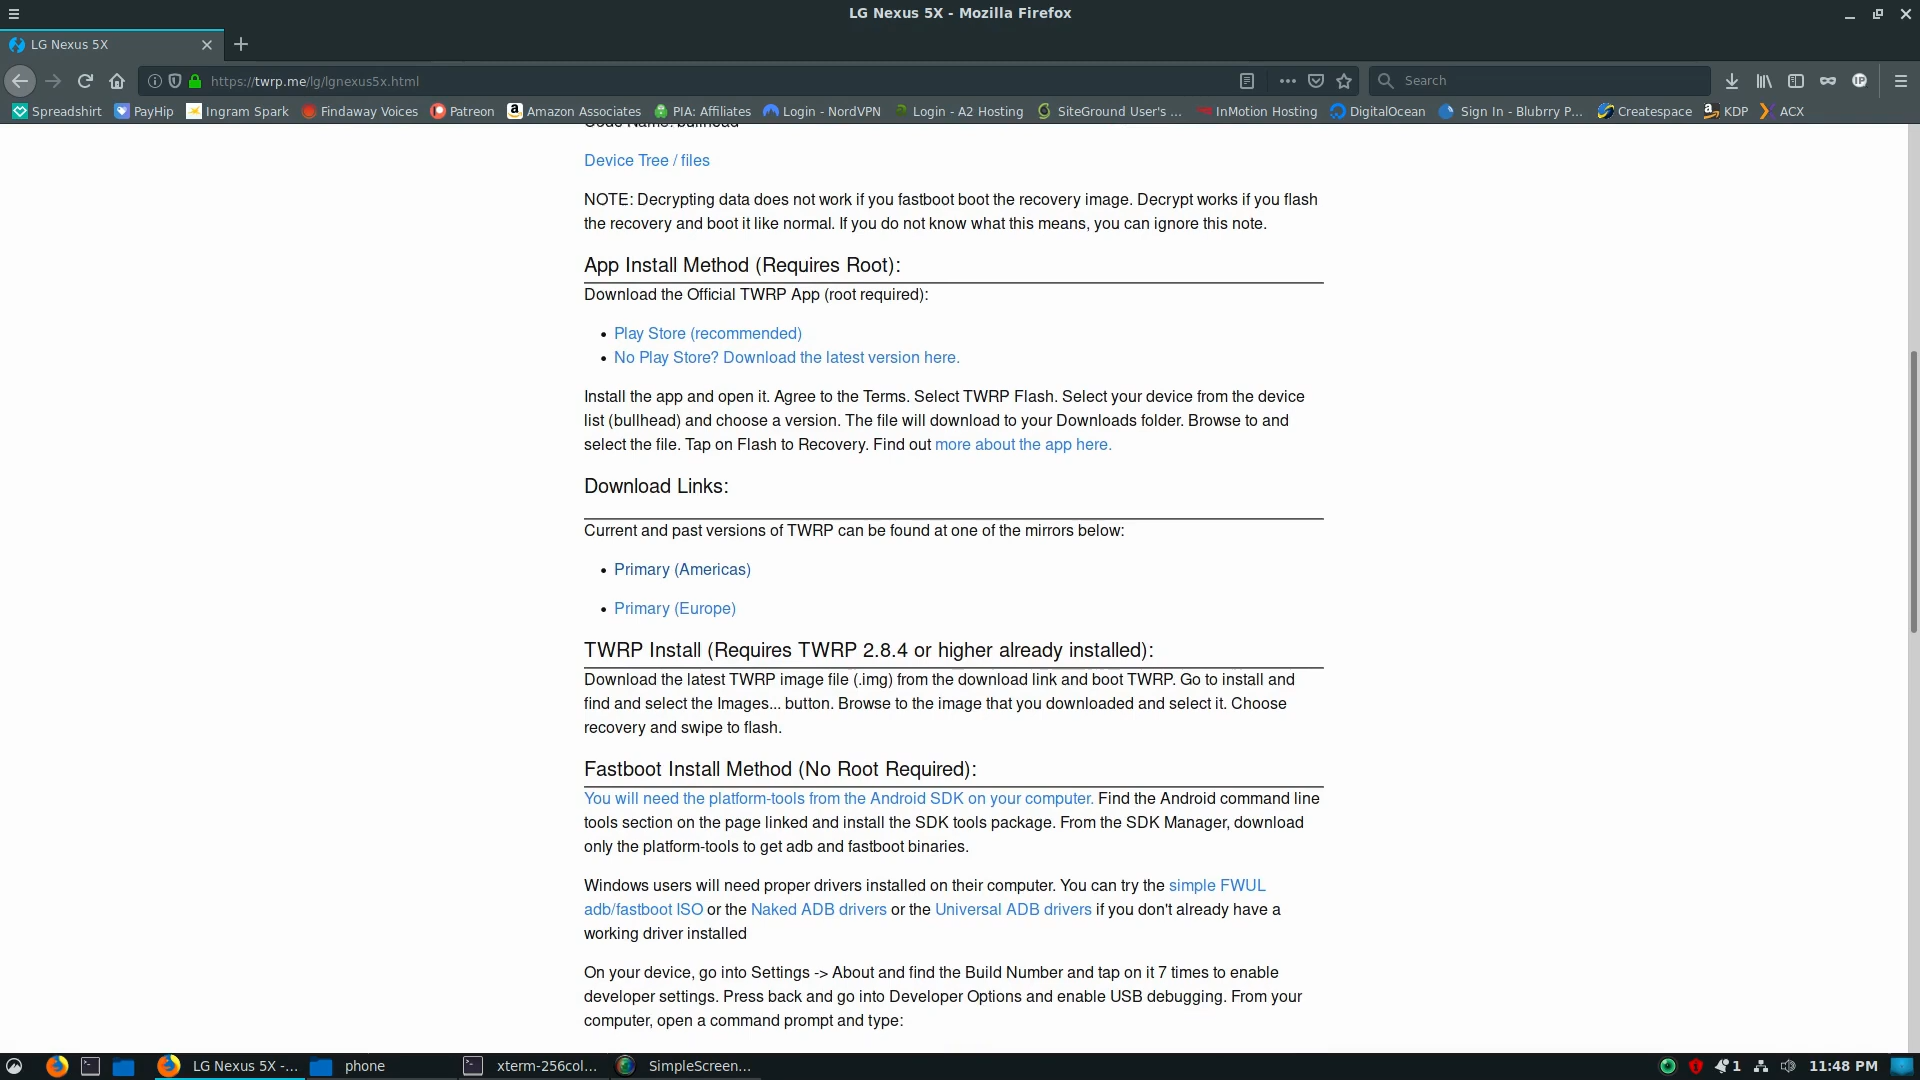 LG Nexus 5X - Mozilla Firefox
LG Nexus 5X
https://twrp.me/lg/lgnexus5x.html
Search
Spreadshirt
PayHip
Ingram Spark
Findaway Voices
Patreon
Amazon Associates
PIA: Affiliates
Login - NordVPN
Login - A2 Hosting
SiteGround User's ...
InMotion Hosting
DigitalOcean
Sign In - Blubrry P...
Createspace
KDP
ACX
Code Name: bullhead
Device Tree / files
NOTE: Decrypting data does not work if you fastboot boot the recovery image. Decrypt works if you flash
the recovery and boot it like normal. If you do not know what this means, you can ignore this note.
App Install Method (Requires Root):
Download the Official TWRP App (root required):
• Play Store (recommended)
• No Play Store? Download the latest version here.
Install the app and open it. Agree to the Terms. Select TWRP Flash. Select your device from the device
list (bullhead) and choose a version. The file will download to your Downloads folder. Browse to and
select the file. Tap on Flash to Recovery. Find out more about the app here.
Download Links:
Current and past versions of TWRP can be found at one of the mirrors below:
• Primary (Americas)
• Primary (Europe)
TWRP Install (Requires TWRP 2.8.4 or higher already installed):
Download the latest TWRP image file (.img) from the download link and boot TWRP. Go to install and
find and select the Images... button. Browse to the image that you downloaded and select it. Choose
recovery and swipe to flash.
Fastboot Install Method (No Root Required):
You will need the platform-tools from the Android SDK on your computer. Find the Android command line
tools section on the page linked and install the SDK tools package. From the SDK Manager, download
only the platform-tools to get adb and fastboot binaries.
Windows users will need proper drivers installed on their computer. You can try the simple FWUL
adb/fastboot ISO or the Naked ADB drivers or the Universal ADB drivers if you don't already have a
working driver installed
On your device, go into Settings -> About and find the Build Number and tap on it 7 times to enable
developer settings. Press back and go into Developer Options and enable USB debugging. From your
computer, open a command prompt and type:
LG Nexus 5X -...
phone
xterm-256col...
SimpleScreen...
1
11:48 PM